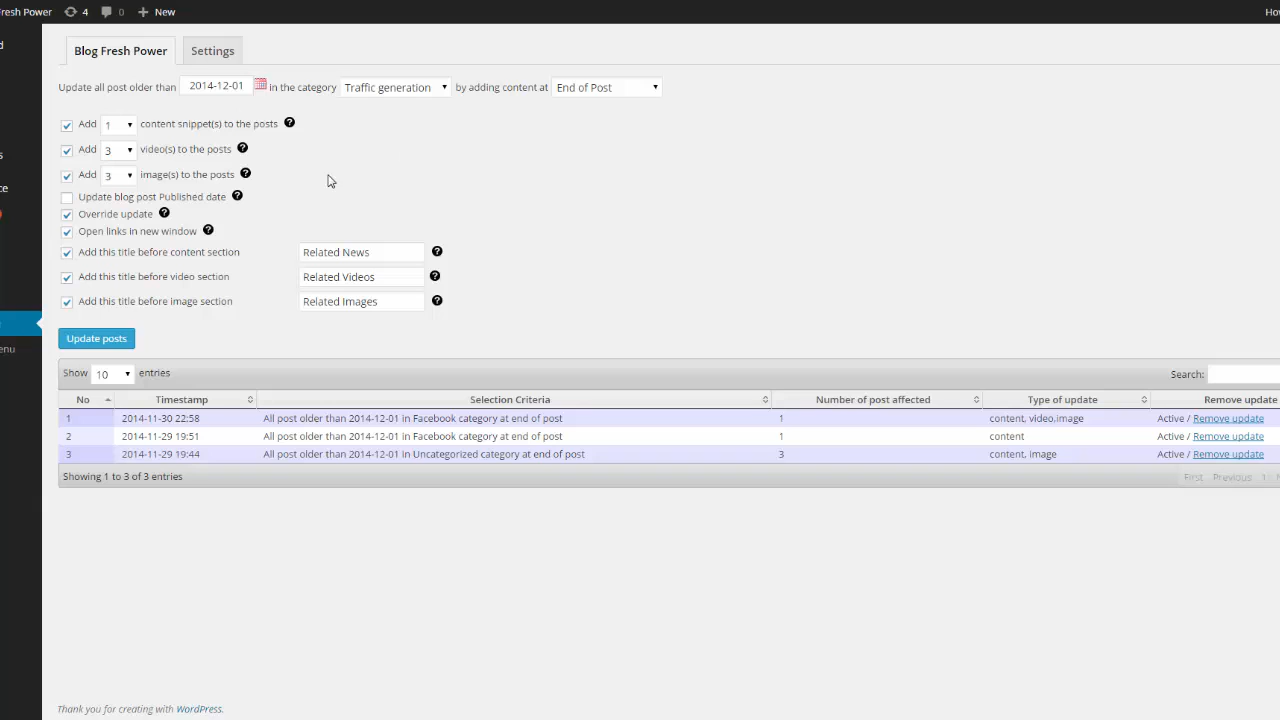 Fresh Power 4 0 New
Blog Fresh Power Settings
Update all post older than 2014-12-01 in the category Traffic generation by adding content at End of Post
Add 1 content snippet(s) to the posts
Add 3 video(s) to the posts
Add 3 image(s) to the posts
Update blog post Published date
Override update
Open links in new window
Add this title before content section Related News
Add this title before video section Related Videos
Add this title before image section Related Images
Update posts
Show 10 entries Search:
No Timestamp Selection Criteria Number of post affected Type of update Remove update
1 2014-11-30 22:58 All post older than 2014-12-01 in Facebook category at end of post 1 content, video,image Active / Remove update
2 2014-11-29 19:51 All post older than 2014-12-01 in Facebook category at end of post 1 content Active / Remove update
3 2014-11-29 19:44 All post older than 2014-12-01 in Uncategorized category at end of post 3 content, image Active / Remove update
Showing 1 to 3 of 3 entries First Previous 1
Thank you for creating with WordPress.